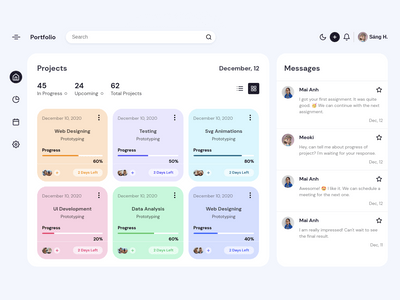 Portfolio
Search
Sáng H.
Projects
December, 12
45
In Progress
24
Upcoming
62
Total Projects
December 10, 2020
Web Designing
Prototyping
Progress
60%
2 Days Left
December 10, 2020
Testing
Prototyping
Progress
50%
2 Days Left
December 10, 2020
Svg Animations
Prototyping
Progress
80%
2 Days Left
December 10, 2020
UI Development
Prototyping
Progress
20%
2 Days Left
December 10, 2020
Data Analysis
Prototyping
Progress
60%
2 Days Left
December 10, 2020
Web Designing
Prototyping
Progress
40%
2 Days Left
Messages
Mai Anh
I got your first assignment. It was quite
good. 🥳 We can continue with the next
assignment.
Dec, 12
Meoki
Hey, can tell me about progress of
project? I'm waiting for your response.
Dec, 12
Mai Anh
Awesome! 🤩 I like it. We can schedule a
meeting for the next one.
Dec, 12
Mai Anh
I am really impressed! Can't wait to see
the final result.
Dec, 11